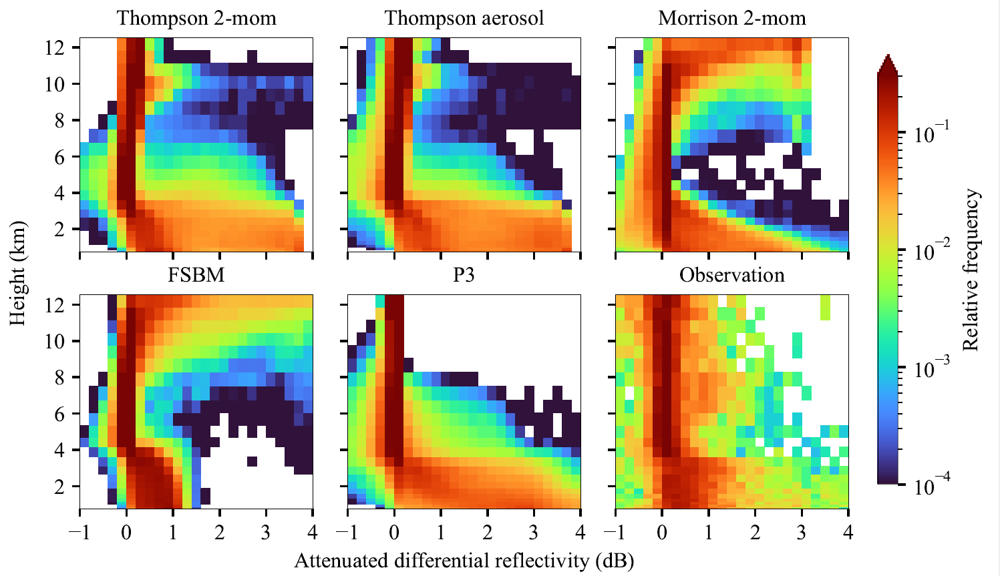 Thompson 2-mom
Thompson aerosol
Morrison 2-mom
12
10
8
6
4
2
FSBM
P3
Observation
12
10
8
6
4
2
−1 0 1 2 3 4
−1 0 1 2 3 4
−1 0 1 2 3 4
Height (km)
Attenuated differential reflectivity (dB)
10⁻¹
10⁻²
10⁻³
10⁻⁴
Relative frequency